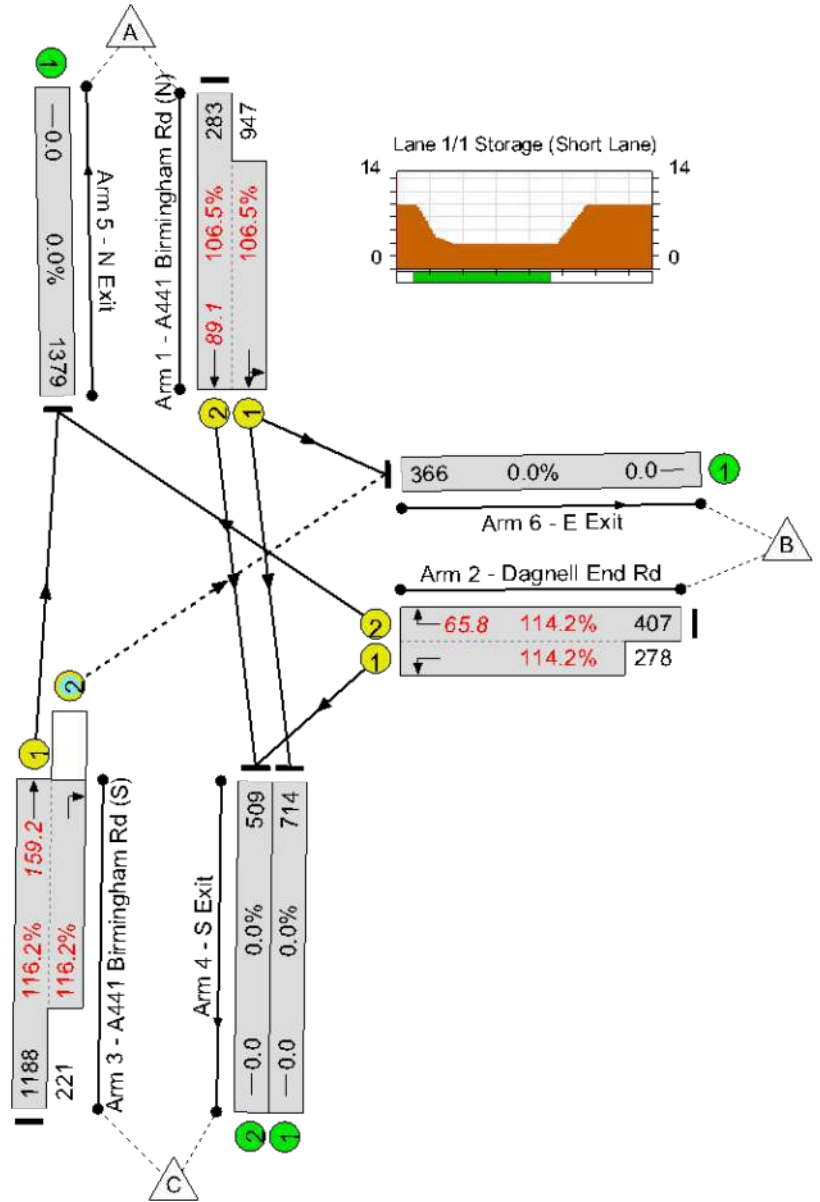 A
1
Arm 5 - N Exit
0.0
0.0%
1379
Arm 1 - A441 Birmingham Rd (N)
283
947
106.5%
106.5%
89.1
2
1
Lane 1/1 Storage (Short Lane)
14
14
0
0
366 0.0% 0.0
1
Arm 6 - E Exit
B
Arm 2 - Dagnell End Rd
2
65.8 114.2% 407
1
114.2% 278
2
1
159.2
116.2%
116.2%
1188
221
Arm 3 - A441 Birmingham Rd (S)
Arm 4 - S Exit
509
714
0.0%
0.0%
0.0
0.0
2
1
C